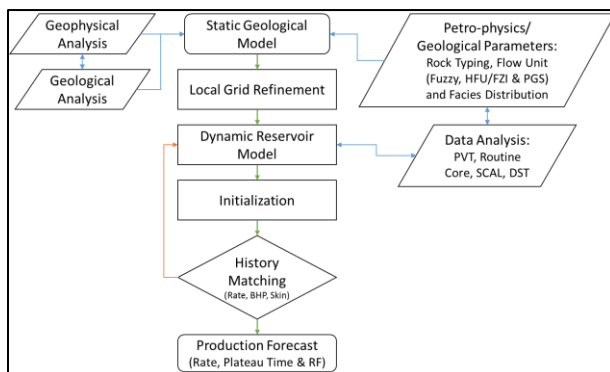 Geophysical
Analysis
Geological
Analysis
Static Geological
Model
Local Grid Refinement
Dynamic Reservoir
Model
Initialization
History
Matching
(Rate, BHP, Skin)
Production Forecast
(Rate, Plateau Time & RF)
Petro-physics/
Geological Parameters:
Rock Typing, Flow Unit
(Fuzzy, HFU/FZI & PGS)
and Facies Distribution
Data Analysis:
PVT, Routine
Core, SCAL, DST